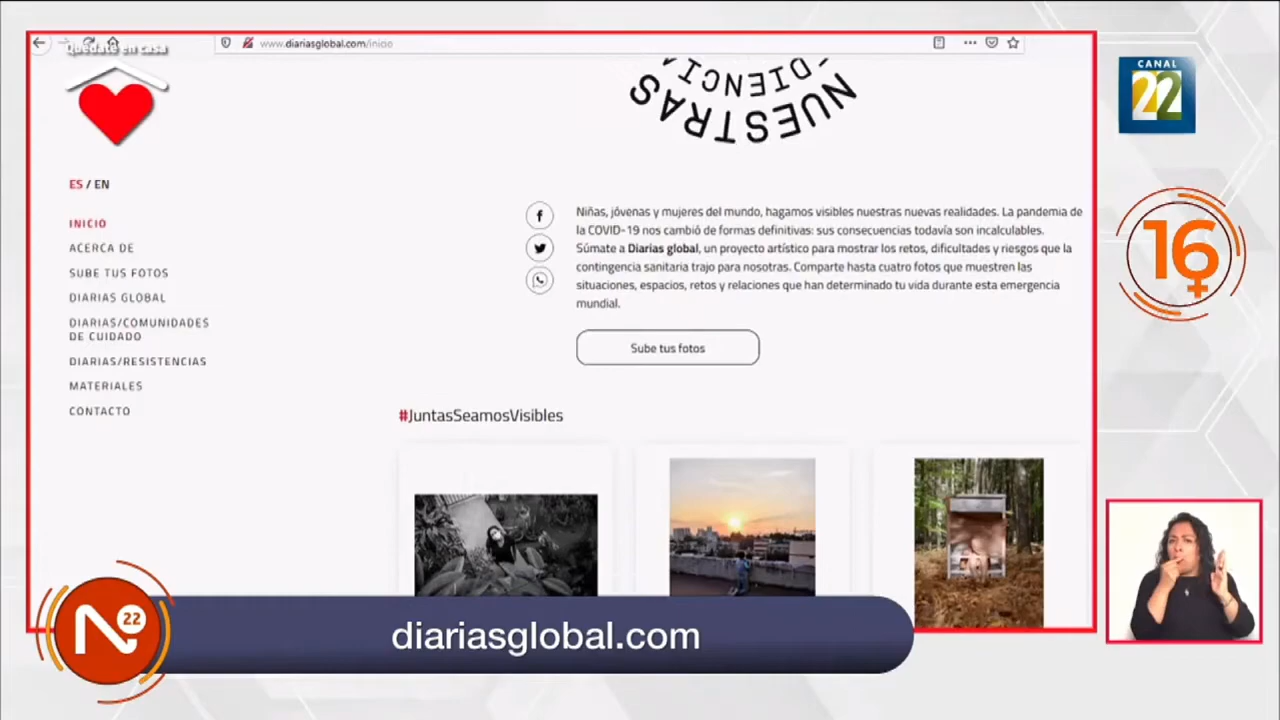 Quédate en casa
www.diariasglobal.com/inicio
CANAL
22
DIENCIA
NUESTRAS
ES / EN
INICIO
ACERCA DE
SUBE TUS FOTOS
DIARIAS GLOBAL
DIARIAS/COMUNIDADES
DE CUIDADO
DIARIAS/RESISTENCIAS
MATERIALES
CONTACTO
Niñas, jóvenes y mujeres del mundo, hagamos visibles nuestras nuevas realidades. La pandemia de
la COVID-19 nos cambió de formas definitivas: sus consecuencias todavía son incalculables.
Súmate a Diarias global, un proyecto artístico para mostrar los retos, dificultades y riesgos que la
contingencia sanitaria trajo para nosotras. Comparte hasta cuatro fotos que muestren las
situaciones, espacios, retos y relaciones que han determinado tu vida durante esta emergencia
mundial.
Sube tus fotos
#JuntasSeamosVisibles
16
N22
diariasglobal.com